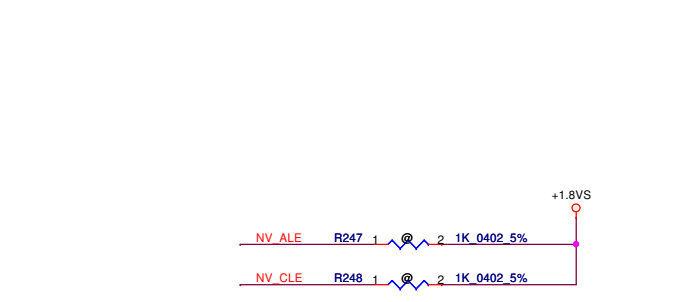 +1.8VS
NV_ALE R247 1 @ 2 1K_0402_5%
NV_CLE R248 1 @ 2 1K_0402_5%